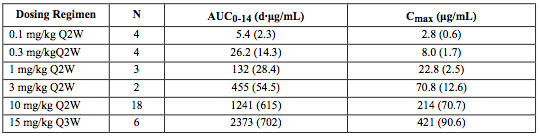 Dosing Regimen N AUC0-14 (d·µg/mL) Cmax (µg/mL)
0.1 mg/kg Q2W 4 5.4 (2.3) 2.8 (0.6)
0.3 mg/kgQ2W 4 26.2 (14.3) 8.0 (1.7)
1 mg/kg Q2W 3 132 (28.4) 22.8 (2.5)
3 mg/kg Q2W 2 455 (54.5) 70.8 (12.6)
10 mg/kg Q2W 18 1241 (615) 214 (70.7)
15 mg/kg Q3W 6 2373 (702) 421 (90.6)